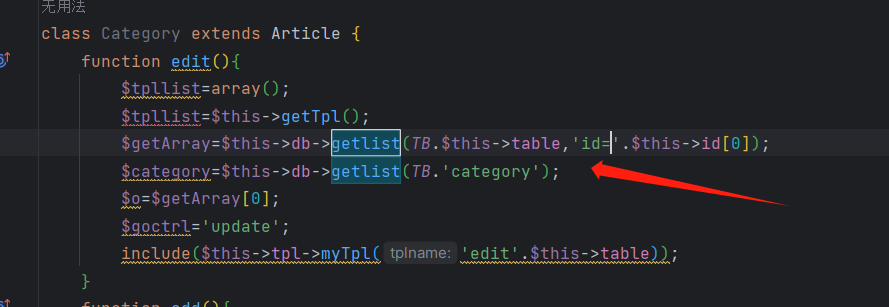 无用法
class Category extends Article {
function edit(){
$tpllist=array();
$tpllist=$this->getTpl();
$getArray=$this->db->getlist(TB.$this->table,'id='.$this->id[0]);
$category=$this->db->getlist(TB.'category');
$o=$getArray[0];
$goctrl='update';
include($this->tpl->myTpl( tplname: 'edit'.$this->table));
}
function add(){